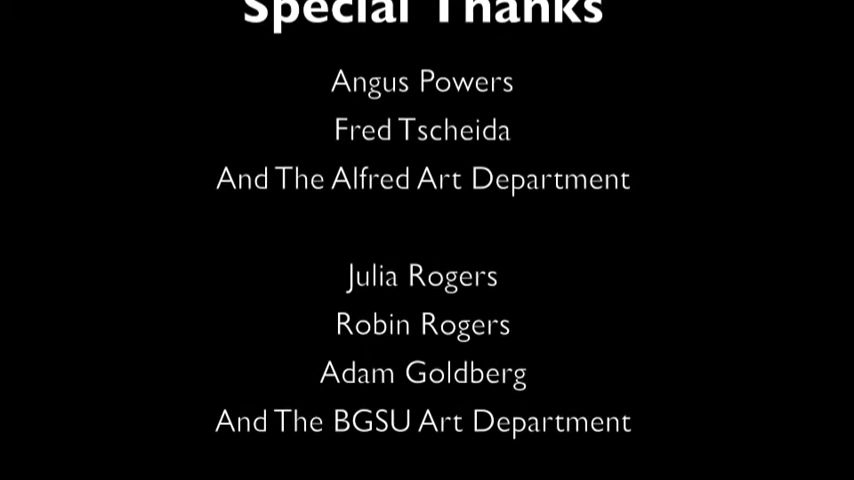 Special Thanks
Angus Powers
Fred Tscheida
And The Alfred Art Department
Julia Rogers
Robin Rogers
Adam Goldberg
And The BGSU Art Department